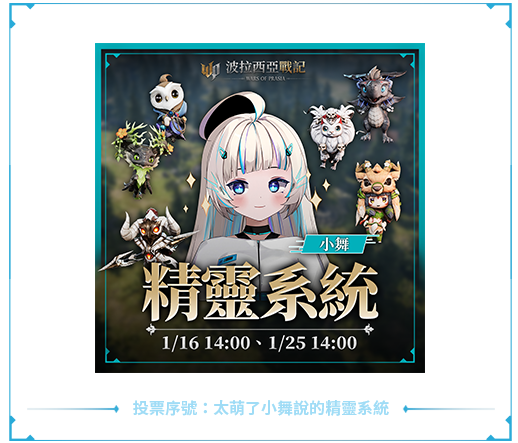 波拉西亞戰記
WARS OF PRASIA
小舞
精靈系統
1/16 14:00、1/25 14:00
投票序號：太萌了小舞說的精靈系統